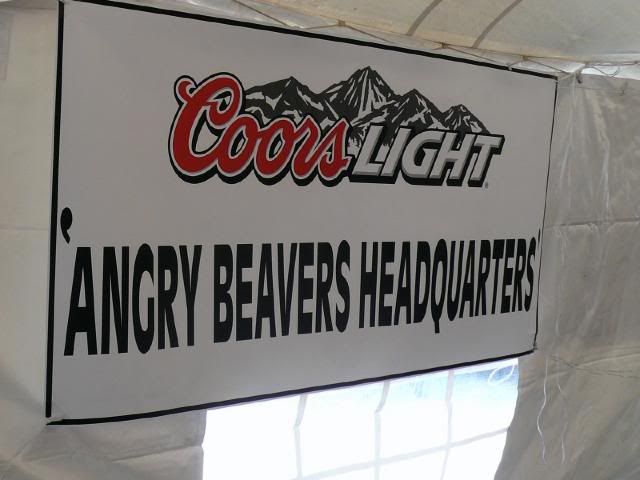 Coors LIGHT
'ANGRY BEAVERS HEADQUARTERS'